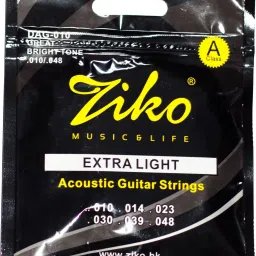 DAG-010
GREAT
BRIGHT TONE
.010/.048
A
Ziko®
MUSIC & LIFE
EXTRA LIGHT
Acoustic Guitar Strings
.010 .014 .023
.030 .039 .048
www.ziko.hk